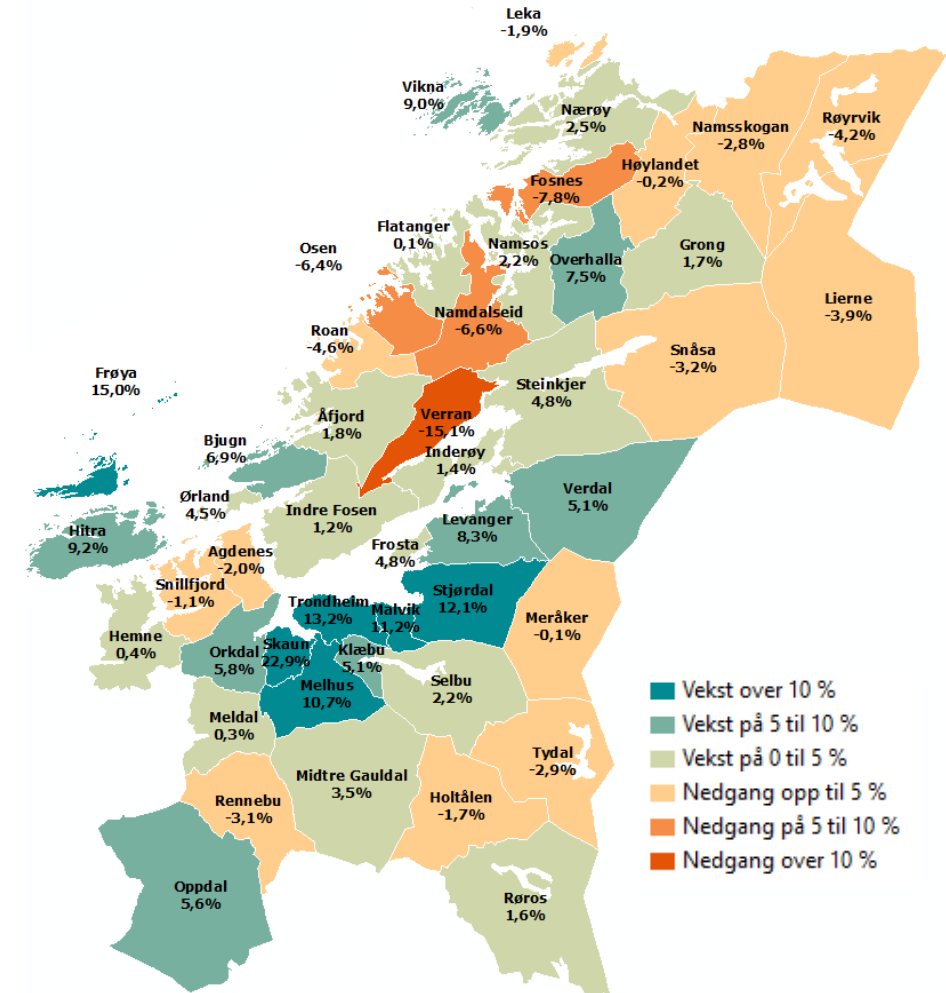 Leka
-1,9%
Vikna
9,0%
Nærøy
2,5%
Namsskogan
-2,8%
Røyrvik
-4,2%
Høylandet
-0,2%
Fosnes
-7,8%
Flatanger
0,1%
Namsos
2,2%
Overhalla
7,5%
Grong
1,7%
Osen
-6,4%
Lierne
-3,9%
Namdalseid
-6,6%
Roan
-4,6%
Snåsa
-3,2%
Frøya
15,0%
Steinkjer
4,8%
Åfjord
1,8%
Verran
-15,1%
Bjugn
6,9%
Inderøy
1,4%
Ørland
4,5%
Indre Fosen
1,2%
Verdal
5,1%
Levanger
8,3%
Hitra
9,2%
Frosta
4,8%
Agdenes
-2,0%
Snillfjord
-1,1%
Stjørdal
12,1%
Trondheim
13,2%
Malvik
11,2%
Meråker
-0,1%
Hemne
0,4%
Orkdal
5,8%
Skaun
22,9%
Klæbu
5,1%
Melhus
10,7%
Selbu
2,2%
Meldal
0,3%
Tydal
-2,9%
Midtre Gauldal
3,5%
Rennebu
-3,1%
Holtålen
-1,7%
Oppdal
5,6%
Røros
1,6%
Vekst over 10 %
Vekst på 5 til 10 %
Vekst på 0 til 5 %
Nedgang opp til 5 %
Nedgang på 5 til 10 %
Nedgang over 10 %